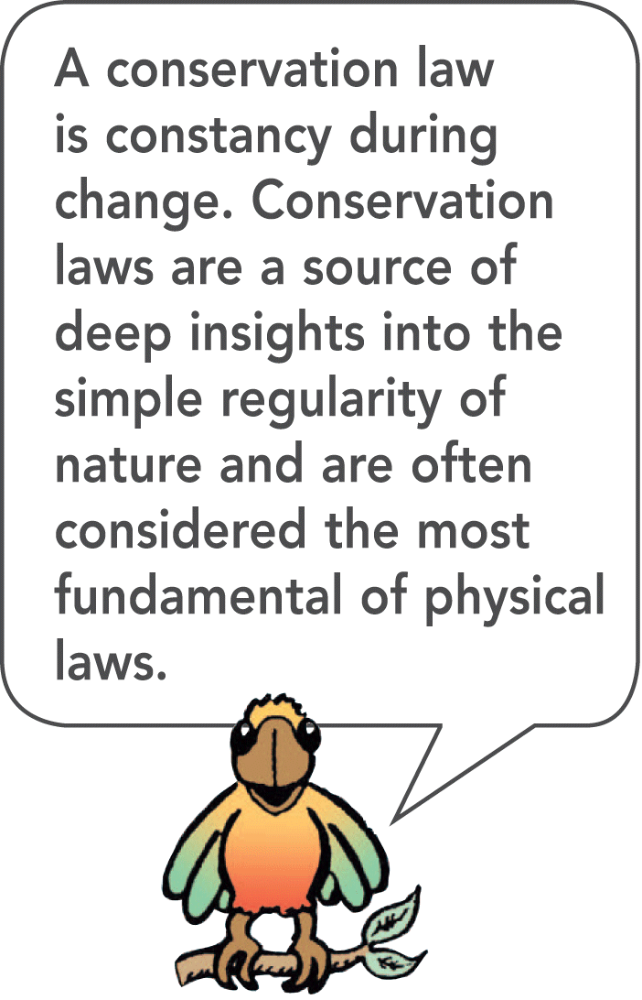 A conservation law
is constancy during
change. Conservation
laws are a source of
deep insights into the
simple regularity of
nature and are often
considered the most
fundamental of physical
laws.